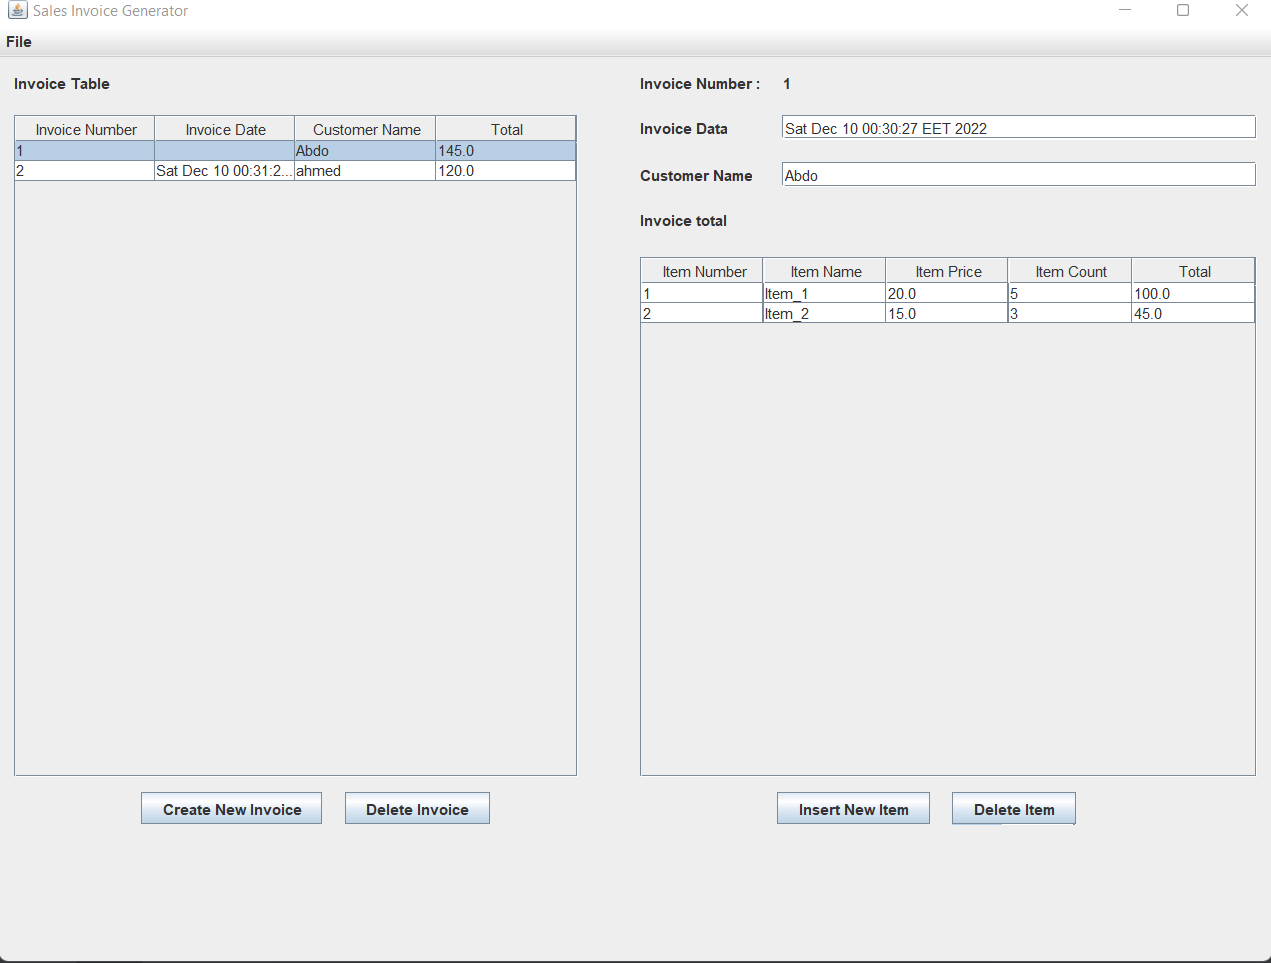 Sales Invoice Generator
File
Invoice Table
Invoice Number Invoice Date Customer Name Total
1 Abdo 145.0
2 Sat Dec 10 00:31:2... ahmed 120.0
Create New Invoice Delete Invoice
Invoice Number : 1
Invoice Data Sat Dec 10 00:30:27 EET 2022
Customer Name Abdo
Invoice total
Item Number Item Name Item Price Item Count Total
1 Item_1 20.0 5 100.0
2 Item_2 15.0 3 45.0
Insert New Item Delete Item